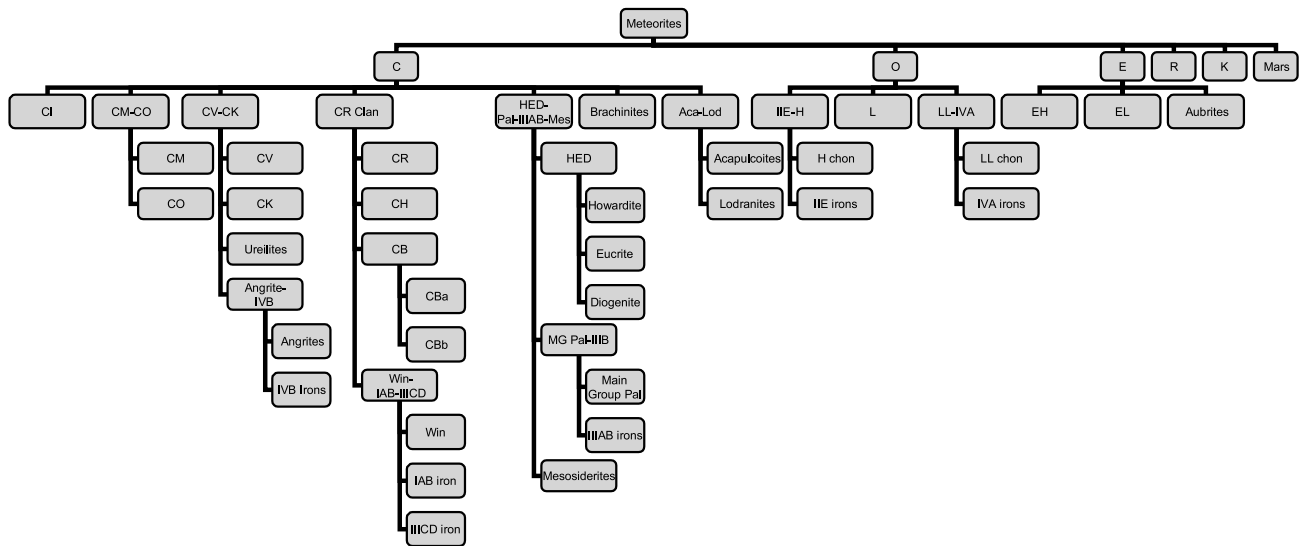 Meteorites
C
O
E
R
K
Mars
CI
CM-CO
CV-CK
CR Clan
HED-
Pal-IIIAB-Mes
Brachinites
Aca-Lod
IIE-H
L
LL-IVA
EH
EL
Aubrites
CM
CO
CV
CK
Ureilites
Angrite-
IVB
Angrites
IVB Irons
CR
CH
CB
CBa
CBb
Win-
IAB-IIICD
Win
IAB iron
IIICD iron
HED
Howardite
Eucrite
Diogenite
MG Pal-IIIB
Main
Group Pal
IIIAB irons
Mesosiderites
Acapulcoites
Lodranites
H chon
IIE irons
LL chon
IVA irons